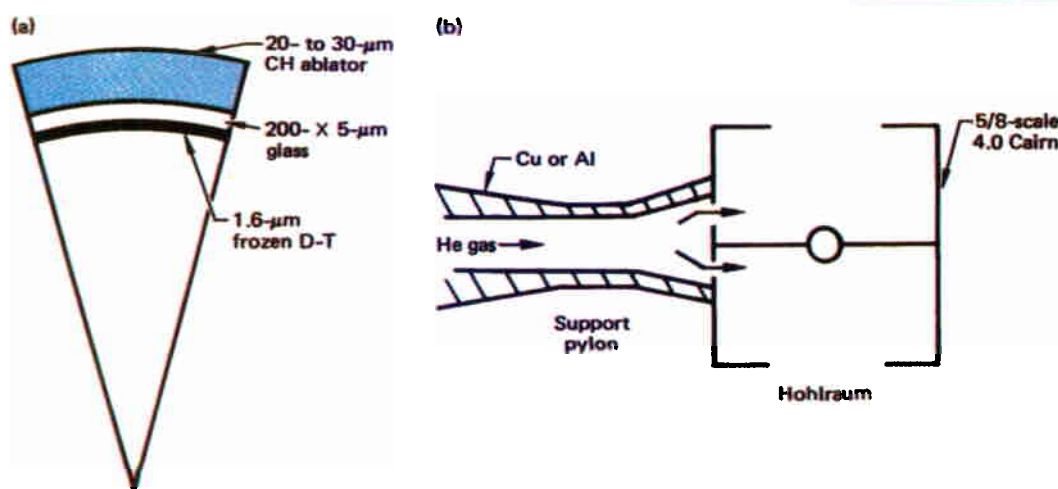 (a)
20- to 30-μm
CH ablator
200- X 5-μm
glass
1.6-μm
frozen D-T
(b)
5/8-scale
4.0 Cairn
Cu or Al
He gas
Support
pylon
Hohlraum